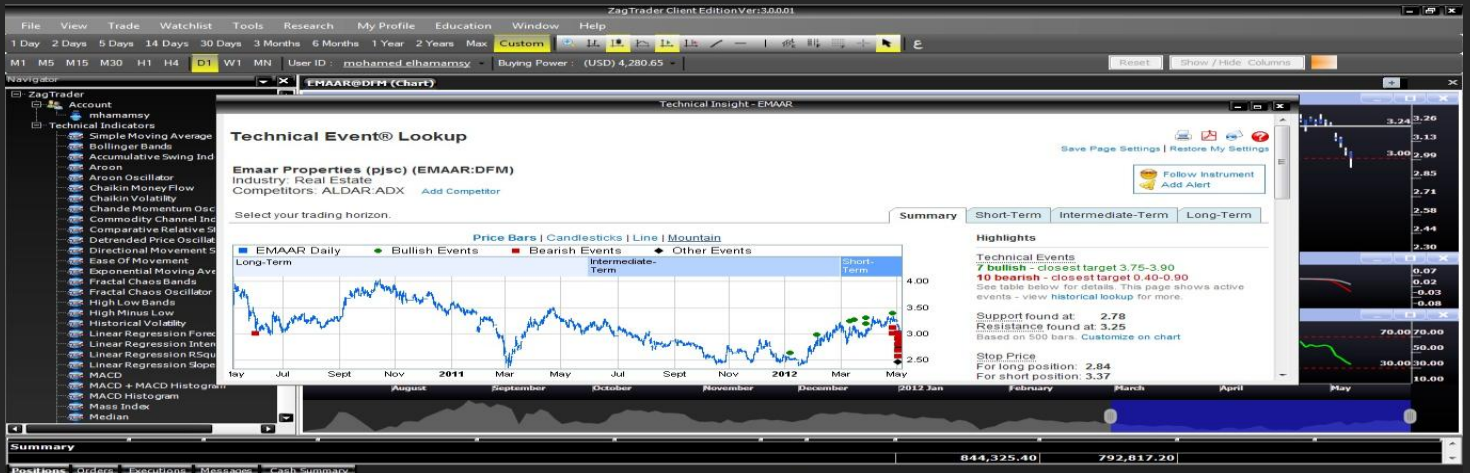 ZagTrader Client EditionVer:3.0.0.01
File View Trade Watchlist Tools Research My Profile Education Window Help
1 Day 2 Days 5 Days 14 Days 30 Days 3 Months 6 Months 1 Year 2 Years Max Custom ع
M1 M5 M15 M30 H1 H4 D1 W1 MN User ID : mohamed elhamamsy Buying Power : (USD) 4,280.65 Reset Show / Hide Columns
Navigator
EMAAR@DFM (Chart)
ZagTrader
Account
mhamamsy
Technical Indicators
Simple Moving Average
Bollinger Bands
Accumulative Swing Ind
Aroon
Aroon Oscillator
Chaikin Money Flow
Chaikin Volatility
Chande Momentum Osc
Commodity Channel Inc
Comparative Relative S
Detrended Price Oscillat
Directional Movement S
Ease Of Movement
Exponential Moving Ave
Fractal Chaos Bands
Fractal Chaos Oscillator
High Low Bands
High Minus Low
Historical Volatility
Linear Regression Forec
Linear Regression Inter
Linear Regression RSqu
Linear Regression Slope
MACD
MACD + MACD Histogram
MACD Histogram
Mass Index
Median
Technical Insight - EMAAR
Technical Event® Lookup
Save Page Settings | Restore My Settings
Emaar Properties (pjsc) (EMAAR:DFM)
Industry: Real Estate
Competitors: ALDAR:ADX Add Competitor
Follow Instrument
Add Alert
Select your trading horizon.
Summary Short-Term Intermediate-Term Long-Term
Price Bars | Candlesticks | Line | Mountain
EMAAR Daily Bullish Events Bearish Events Other Events
Long-Term Intermediate-Term Short-Term
4.00
3.50
3.00
2.50
Jul Sept Nov 2011 Mar May Jul Sept Nov 2012 Mar May
Highlights
Technical Events
7 bullish - closest target 3.75-3.90
10 bearish - closest target 0.40-0.90
See table below for details. This page shows active
events - view historical lookup for more.
Support found at: 2.78
Resistance found at: 3.25
Based on 500 bars. Customize on chart
Stop Price
For long position: 2.84
For short position: 3.37
3.24 3.26
3.13
3.00 2.99
2.85
2.71
2.58
2.44
2.30
0.07
0.02
-0.03
-0.08
70.00 70.00
50.00
30.00 30.00
10.00
August September October November December 2012 Jan February March April May
Summary
844,325.40 792,817.20
Positions Orders Executions Messages Cash Summary